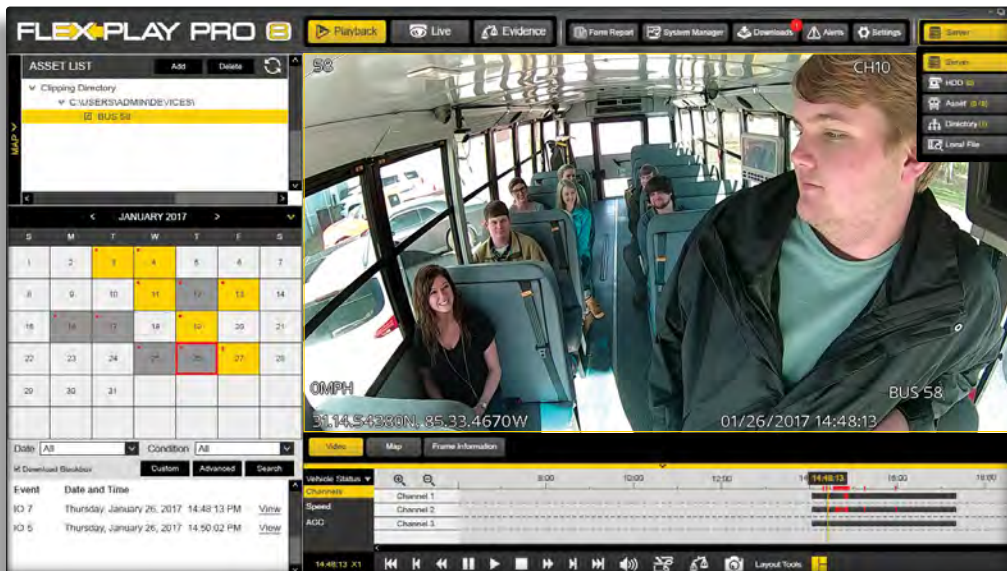 FLEX PLAY PRO 8
Playback
Live
Evidence
Form Report
System Manager
Downloads
Alerts
Settings
Server
Server
HDD (0)
Directory (1)
Local File
ASSET LIST
Add
Delete
Clipping Directory
C:\USERS\ADMIN\DEVICES\
BUS 58
MAP
58
CH10
0MPH
BUS 58
31.14.54380N, 85.33.4670W
01/26/2017 14:48:13
< JANUARY 2017 >
S M T W T F S
1 2 3 4 5 6 7
8 9 10 11 12 13 14
15 16 17 18 19 20 21
22 23 24 25 26 27 28
29 30 31
Date All
Condition All
Download Blackbox
Custom
Advanced
Search
Event Date and Time
IO 7 Thursday, January 26, 2017 14:48:13 PM View
IO 5 Thursday, January 26, 2017 14:50:02 PM View
Video
Map
Frame Information
Vehicle Status
8:00 10:00 12:00 14:48:13 16:00 18:00
Channels
Speed
ACC
Channel 1
Channel 2
Channel 3
14:48:13 X1
Layout Tools